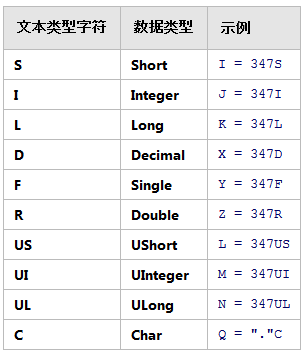 文本类型字符 数据类型 示例
S Short I = 347S
I Integer J = 347I
L Long K = 347L
D Decimal X = 347D
F Single Y = 347F
R Double Z = 347R
US UShort L = 347US
UI UInteger M = 347UI
UL ULong N = 347UL
C Char Q = "."C